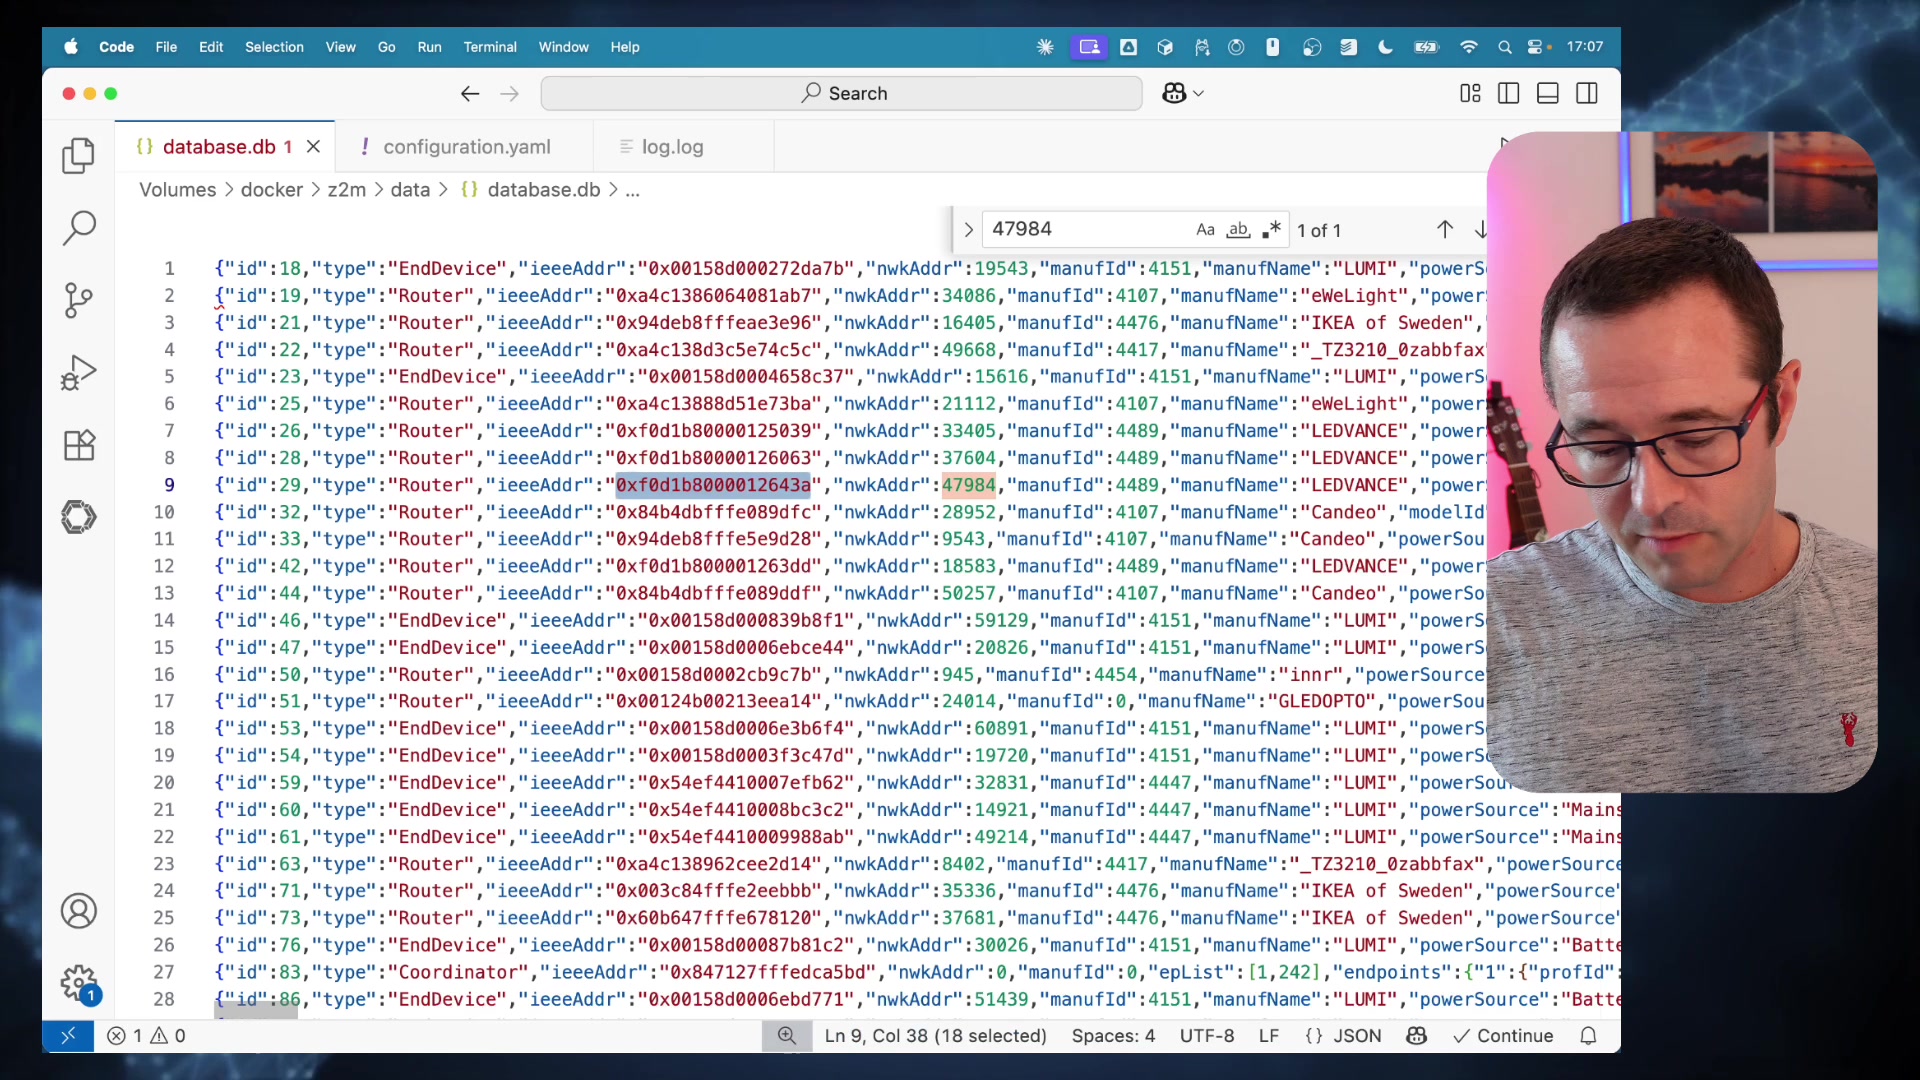 Code File Edit Selection View Go Run Terminal Window Help 17:07
Search
database.db 1 configuration.yaml log.log
Volumes > docker > z2m > data > {} database.db > ...
47984 Aa ab .* 1 of 1
1 {"id":18,"type":"EndDevice","ieeeAddr":"0x00158d000272da7b","nwkAddr":19543,"manufId":4151,"manufName":"LUMI","powerS
2 {"id":19,"type":"Router","ieeeAddr":"0xa4c1386064081ab7","nwkAddr":34086,"manufId":4107,"manufName":"eWeLight","power
3 {"id":21,"type":"Router","ieeeAddr":"0x94deb8fffeae3e96","nwkAddr":16405,"manufId":4476,"manufName":"IKEA of Sweden",
4 {"id":22,"type":"Router","ieeeAddr":"0xa4c138d3c5e74c5c","nwkAddr":49668,"manufId":4417,"manufName":"_TZ3210_0zabbfax"
5 {"id":23,"type":"EndDevice","ieeeAddr":"0x00158d0004658c37","nwkAddr":15616,"manufId":4151,"manufName":"LUMI","powerS
6 {"id":25,"type":"Router","ieeeAddr":"0xa4c13888d51e73ba","nwkAddr":21112,"manufId":4107,"manufName":"eWeLight","power
7 {"id":26,"type":"Router","ieeeAddr":"0xf0d1b80000125039","nwkAddr":33405,"manufId":4489,"manufName":"LEDVANCE","power
8 {"id":28,"type":"Router","ieeeAddr":"0xf0d1b80000126063","nwkAddr":37604,"manufId":4489,"manufName":"LEDVANCE","power
9 {"id":29,"type":"Router","ieeeAddr":"0xf0d1b8000012643a","nwkAddr":47984,"manufId":4489,"manufName":"LEDVANCE","power
10 {"id":32,"type":"Router","ieeeAddr":"0x84b4dbfffe089dfc","nwkAddr":28952,"manufId":4107,"manufName":"Candeo","modelId
11 {"id":33,"type":"Router","ieeeAddr":"0x94deb8fffe5e9d28","nwkAddr":9543,"manufId":4107,"manufName":"Candeo","powerSou
12 {"id":42,"type":"Router","ieeeAddr":"0xf0d1b800001263dd","nwkAddr":18583,"manufId":4489,"manufName":"LEDVANCE","power
13 {"id":44,"type":"Router","ieeeAddr":"0x84b4dbfffe089ddf","nwkAddr":50257,"manufId":4107,"manufName":"Candeo","powerSo
14 {"id":46,"type":"EndDevice","ieeeAddr":"0x00158d000839b8f1","nwkAddr":59129,"manufId":4151,"manufName":"LUMI","powerS
15 {"id":47,"type":"EndDevice","ieeeAddr":"0x00158d0006ebce44","nwkAddr":20826,"manufId":4151,"manufName":"LUMI","powerS
16 {"id":50,"type":"Router","ieeeAddr":"0x00158d0002cb9c7b","nwkAddr":945,"manufId":4454,"manufName":"innr","powerSource
17 {"id":51,"type":"Router","ieeeAddr":"0x00124b00213eea14","nwkAddr":24014,"manufId":0,"manufName":"GLEDOPTO","powerSou
18 {"id":53,"type":"EndDevice","ieeeAddr":"0x00158d0006e3b6f4","nwkAddr":60891,"manufId":4151,"manufName":"LUMI","powerS
19 {"id":54,"type":"EndDevice","ieeeAddr":"0x00158d0003f3c47d","nwkAddr":19720,"manufId":4151,"manufName":"LUMI","powerS
20 {"id":59,"type":"EndDevice","ieeeAddr":"0x54ef4410007efb62","nwkAddr":32831,"manufId":4447,"manufName":"LUMI","powerSou
21 {"id":60,"type":"EndDevice","ieeeAddr":"0x54ef4410008bc3c2","nwkAddr":14921,"manufId":4447,"manufName":"LUMI","powerSource":"Mains
22 {"id":61,"type":"EndDevice","ieeeAddr":"0x54ef4410009988ab","nwkAddr":49214,"manufId":4447,"manufName":"LUMI","powerSource":"Mains
23 {"id":63,"type":"Router","ieeeAddr":"0xa4c138962cee2d14","nwkAddr":8402,"manufId":4417,"manufName":"_TZ3210_0zabbfax","powerSource
24 {"id":71,"type":"Router","ieeeAddr":"0x003c84fffe2eebbb","nwkAddr":35336,"manufId":4476,"manufName":"IKEA of Sweden","powerSource"
25 {"id":73,"type":"Router","ieeeAddr":"0x60b647fffe678120","nwkAddr":37681,"manufId":4476,"manufName":"IKEA of Sweden","powerSource"
26 {"id":76,"type":"EndDevice","ieeeAddr":"0x00158d00087b81c2","nwkAddr":30026,"manufId":4151,"manufName":"LUMI","powerSource":"Batte
27 {"id":83,"type":"Coordinator","ieeeAddr":"0x847127fffedca5bd","nwkAddr":0,"manufId":0,"epList":[1,242],"endpoints":{"1":{"profId":
28 {"id":86,"type":"EndDevice","ieeeAddr":"0x00158d0006ebd771","nwkAddr":51439,"manufId":4151,"manufName":"LUMI","powerSource":"Batte
1
1 0 Ln 9, Col 38 (18 selected) Spaces: 4 UTF-8 LF {} JSON Continue